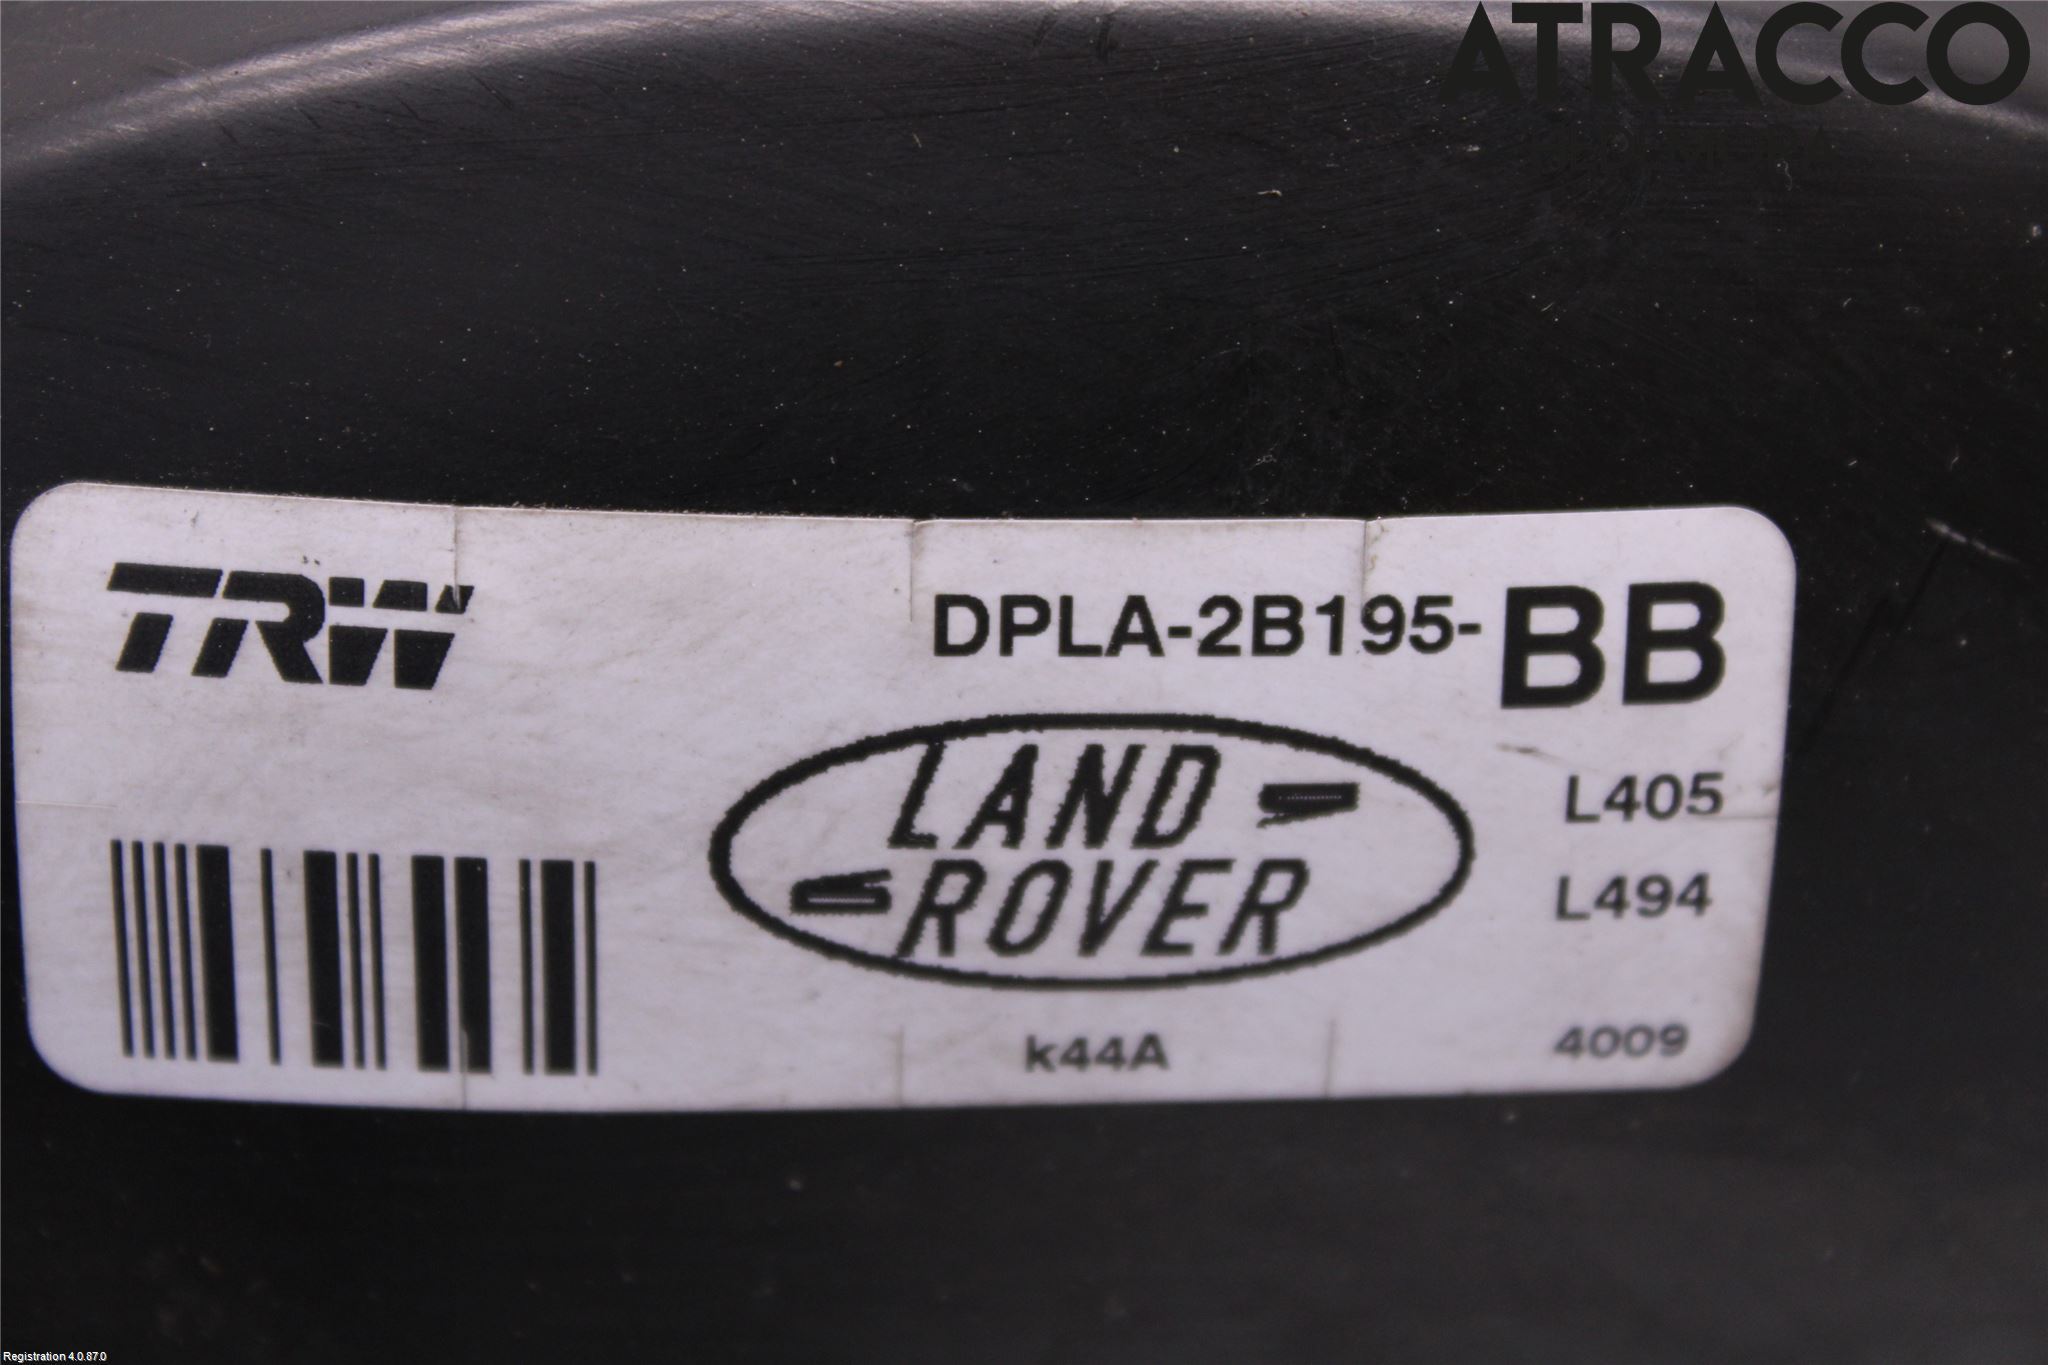 ATRACCO
TRW
DPLA-2B195-BB
LAND
ROVER
L405
L494
k44A
4009
Registration 4.0.87.0